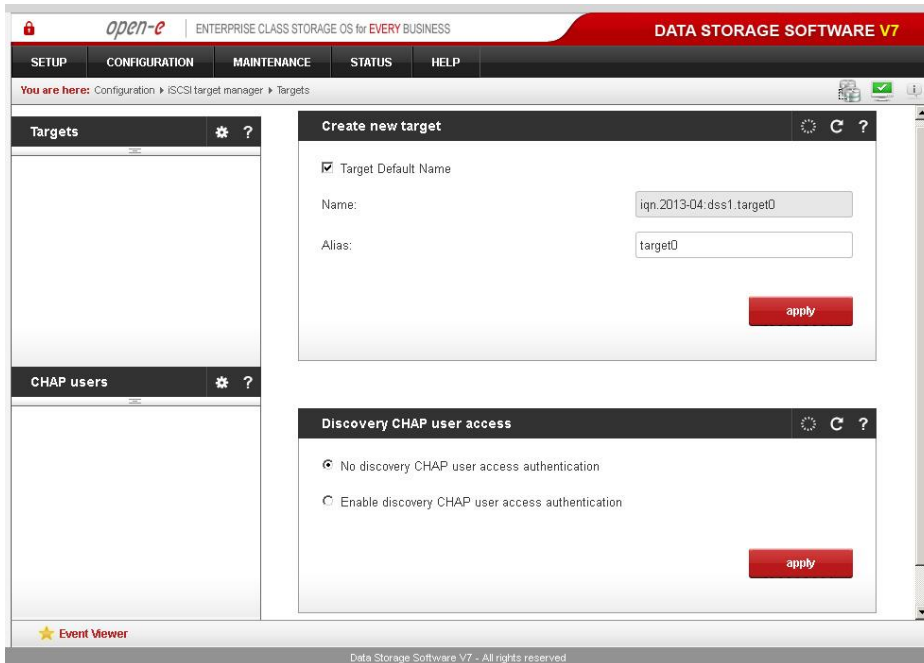 open-e ENTERPRISE CLASS STORAGE OS for EVERY BUSINESS DATA STORAGE SOFTWARE V7
SETUP CONFIGURATION MAINTENANCE STATUS HELP
You are here: Configuration iSCSI target manager Targets
Targets ?
CHAP users ?
Create new target ?
Target Default Name
Name: iqn.2013-04:dss1.target0
Alias: target0
apply
Discovery CHAP user access ?
No discovery CHAP user access authentication
Enable discovery CHAP user access authentication
apply
Event Viewer
Data Storage Software V7 - All rights reserved